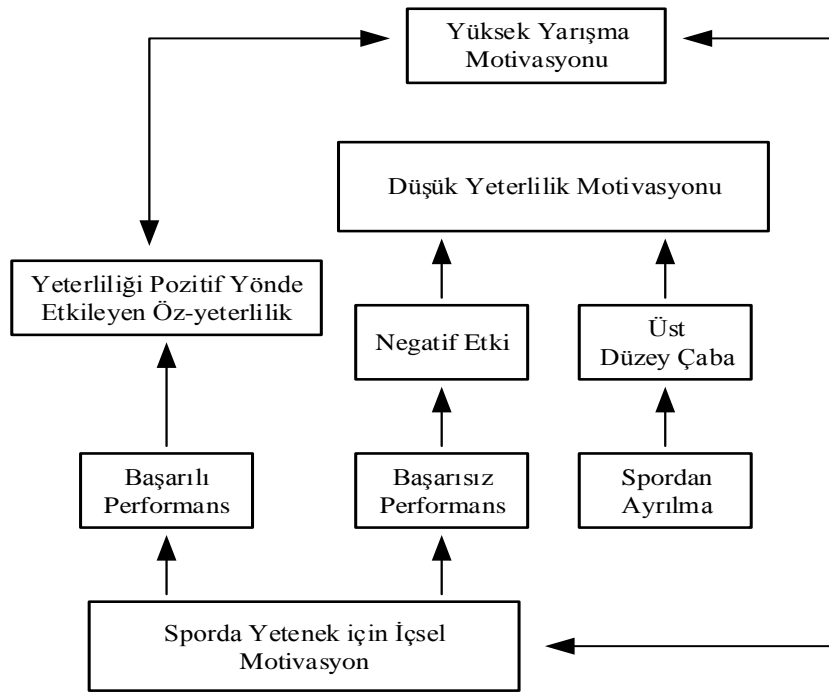 Yüksek Yarışma
Motivasyonu
Düşük Yeterlilik Motivasyonu
Yeterliliği Pozitif Yönde
Etkileyen Öz-yeterlilik
Negatif Etki
Üst
Düzey Çaba
Başarılı
Performans
Başarısız
Performans
Spordan
Ayrılma
Sporda Yetenek için İçsel
Motivasyon